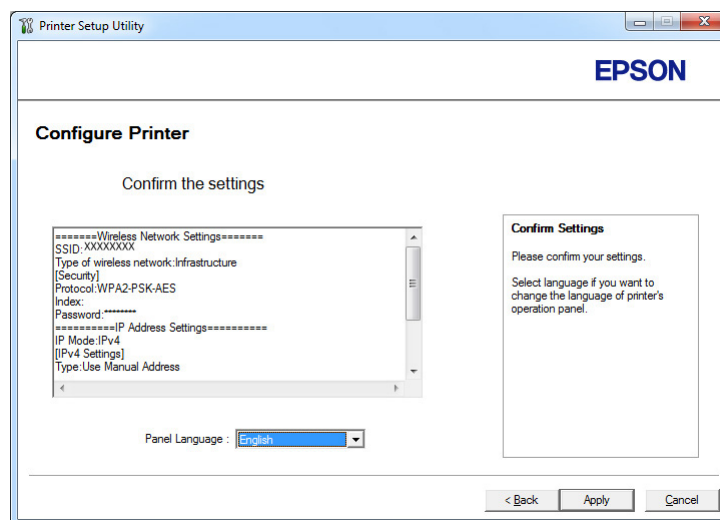 Printer Setup Utility
EPSON
Configure Printer
Confirm the settings
=======Wireless Network Settings=======
SSID:XXXXXXXX
Type of wireless network:Infrastructure
[Security]
Protocol:WPA2-PSK-AES
Index:
Password:********
==========IP Address Settings==========
IP Mode:IPv4
[IPv4 Settings]
Type:Use Manual Address
Confirm Settings
Please confirm your settings.
Select language if you want to
change the language of printer's
operation panel.
Panel Language : English
< Back Apply Cancel